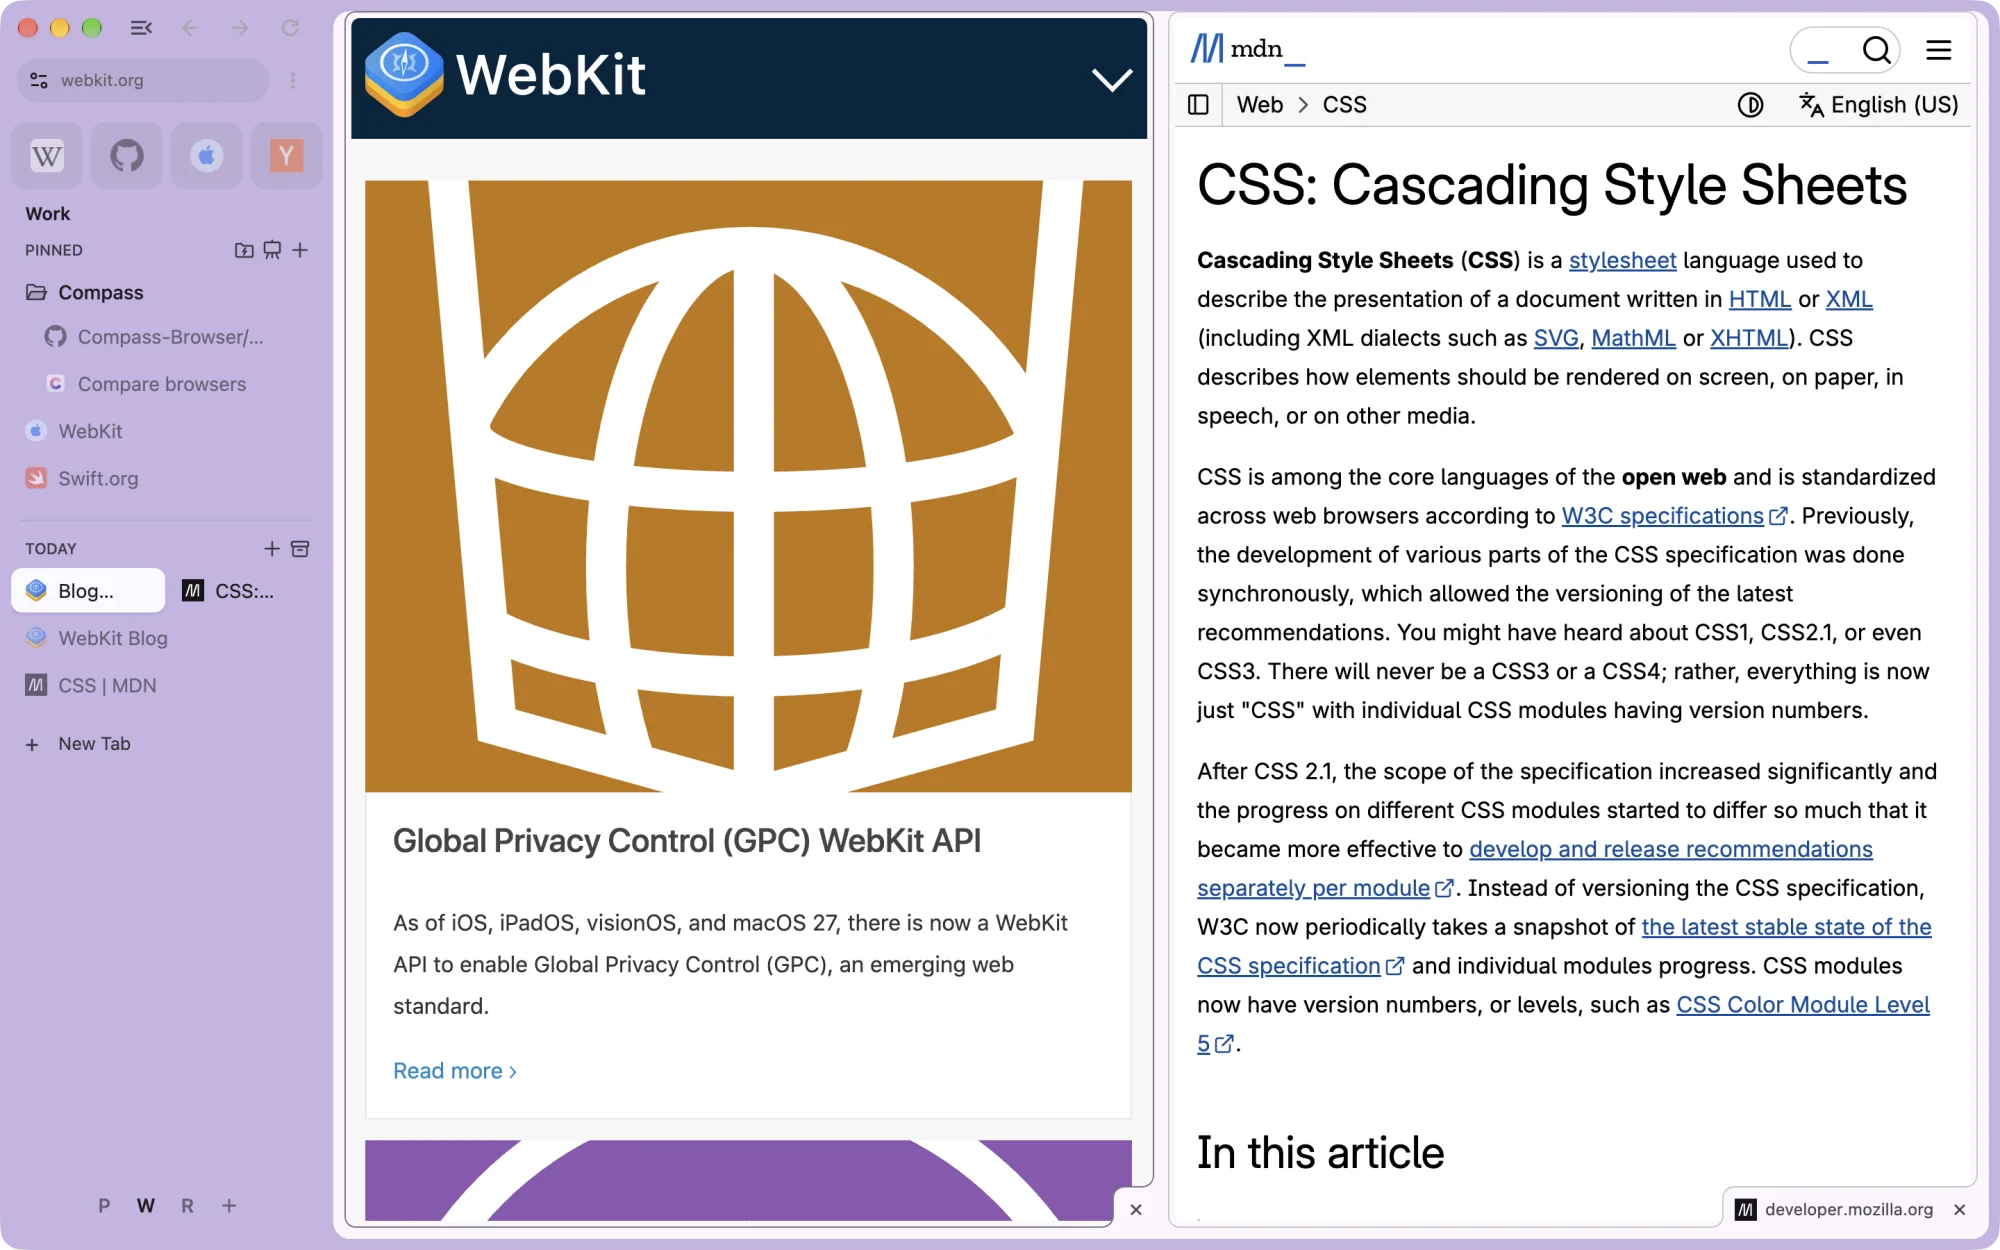 webkit.org
W
Y
Work
PINNED
Compass
Compass-Browser/...
Compare browsers
WebKit
Swift.org
TODAY
Blog...
CSS:...
WebKit Blog
CSS | MDN
+ New Tab
P W R +
WebKit
Global Privacy Control (GPC) WebKit API
As of iOS, iPadOS, visionOS, and macOS 27, there is now a WebKit
API to enable Global Privacy Control (GPC), an emerging web
standard.
Read more ›
mdn_
Web > CSS
English (US)
CSS: Cascading Style Sheets
Cascading Style Sheets (CSS) is a stylesheet language used to
describe the presentation of a document written in HTML or XML
(including XML dialects such as SVG, MathML or XHTML). CSS
describes how elements should be rendered on screen, on paper, in
speech, or on other media.
CSS is among the core languages of the open web and is standardized
across web browsers according to W3C specifications. Previously,
the development of various parts of the CSS specification was done
synchronously, which allowed the versioning of the latest
recommendations. You might have heard about CSS1, CSS2.1, or even
CSS3. There will never be a CSS3 or a CSS4; rather, everything is now
just "CSS" with individual CSS modules having version numbers.
After CSS 2.1, the scope of the specification increased significantly and
the progress on different CSS modules started to differ so much that it
became more effective to develop and release recommendations
separately per module. Instead of versioning the CSS specification,
W3C now periodically takes a snapshot of the latest stable state of the
CSS specification and individual modules progress. CSS modules
now have version numbers, or levels, such as CSS Color Module Level
5.
In this article
developer.mozilla.org